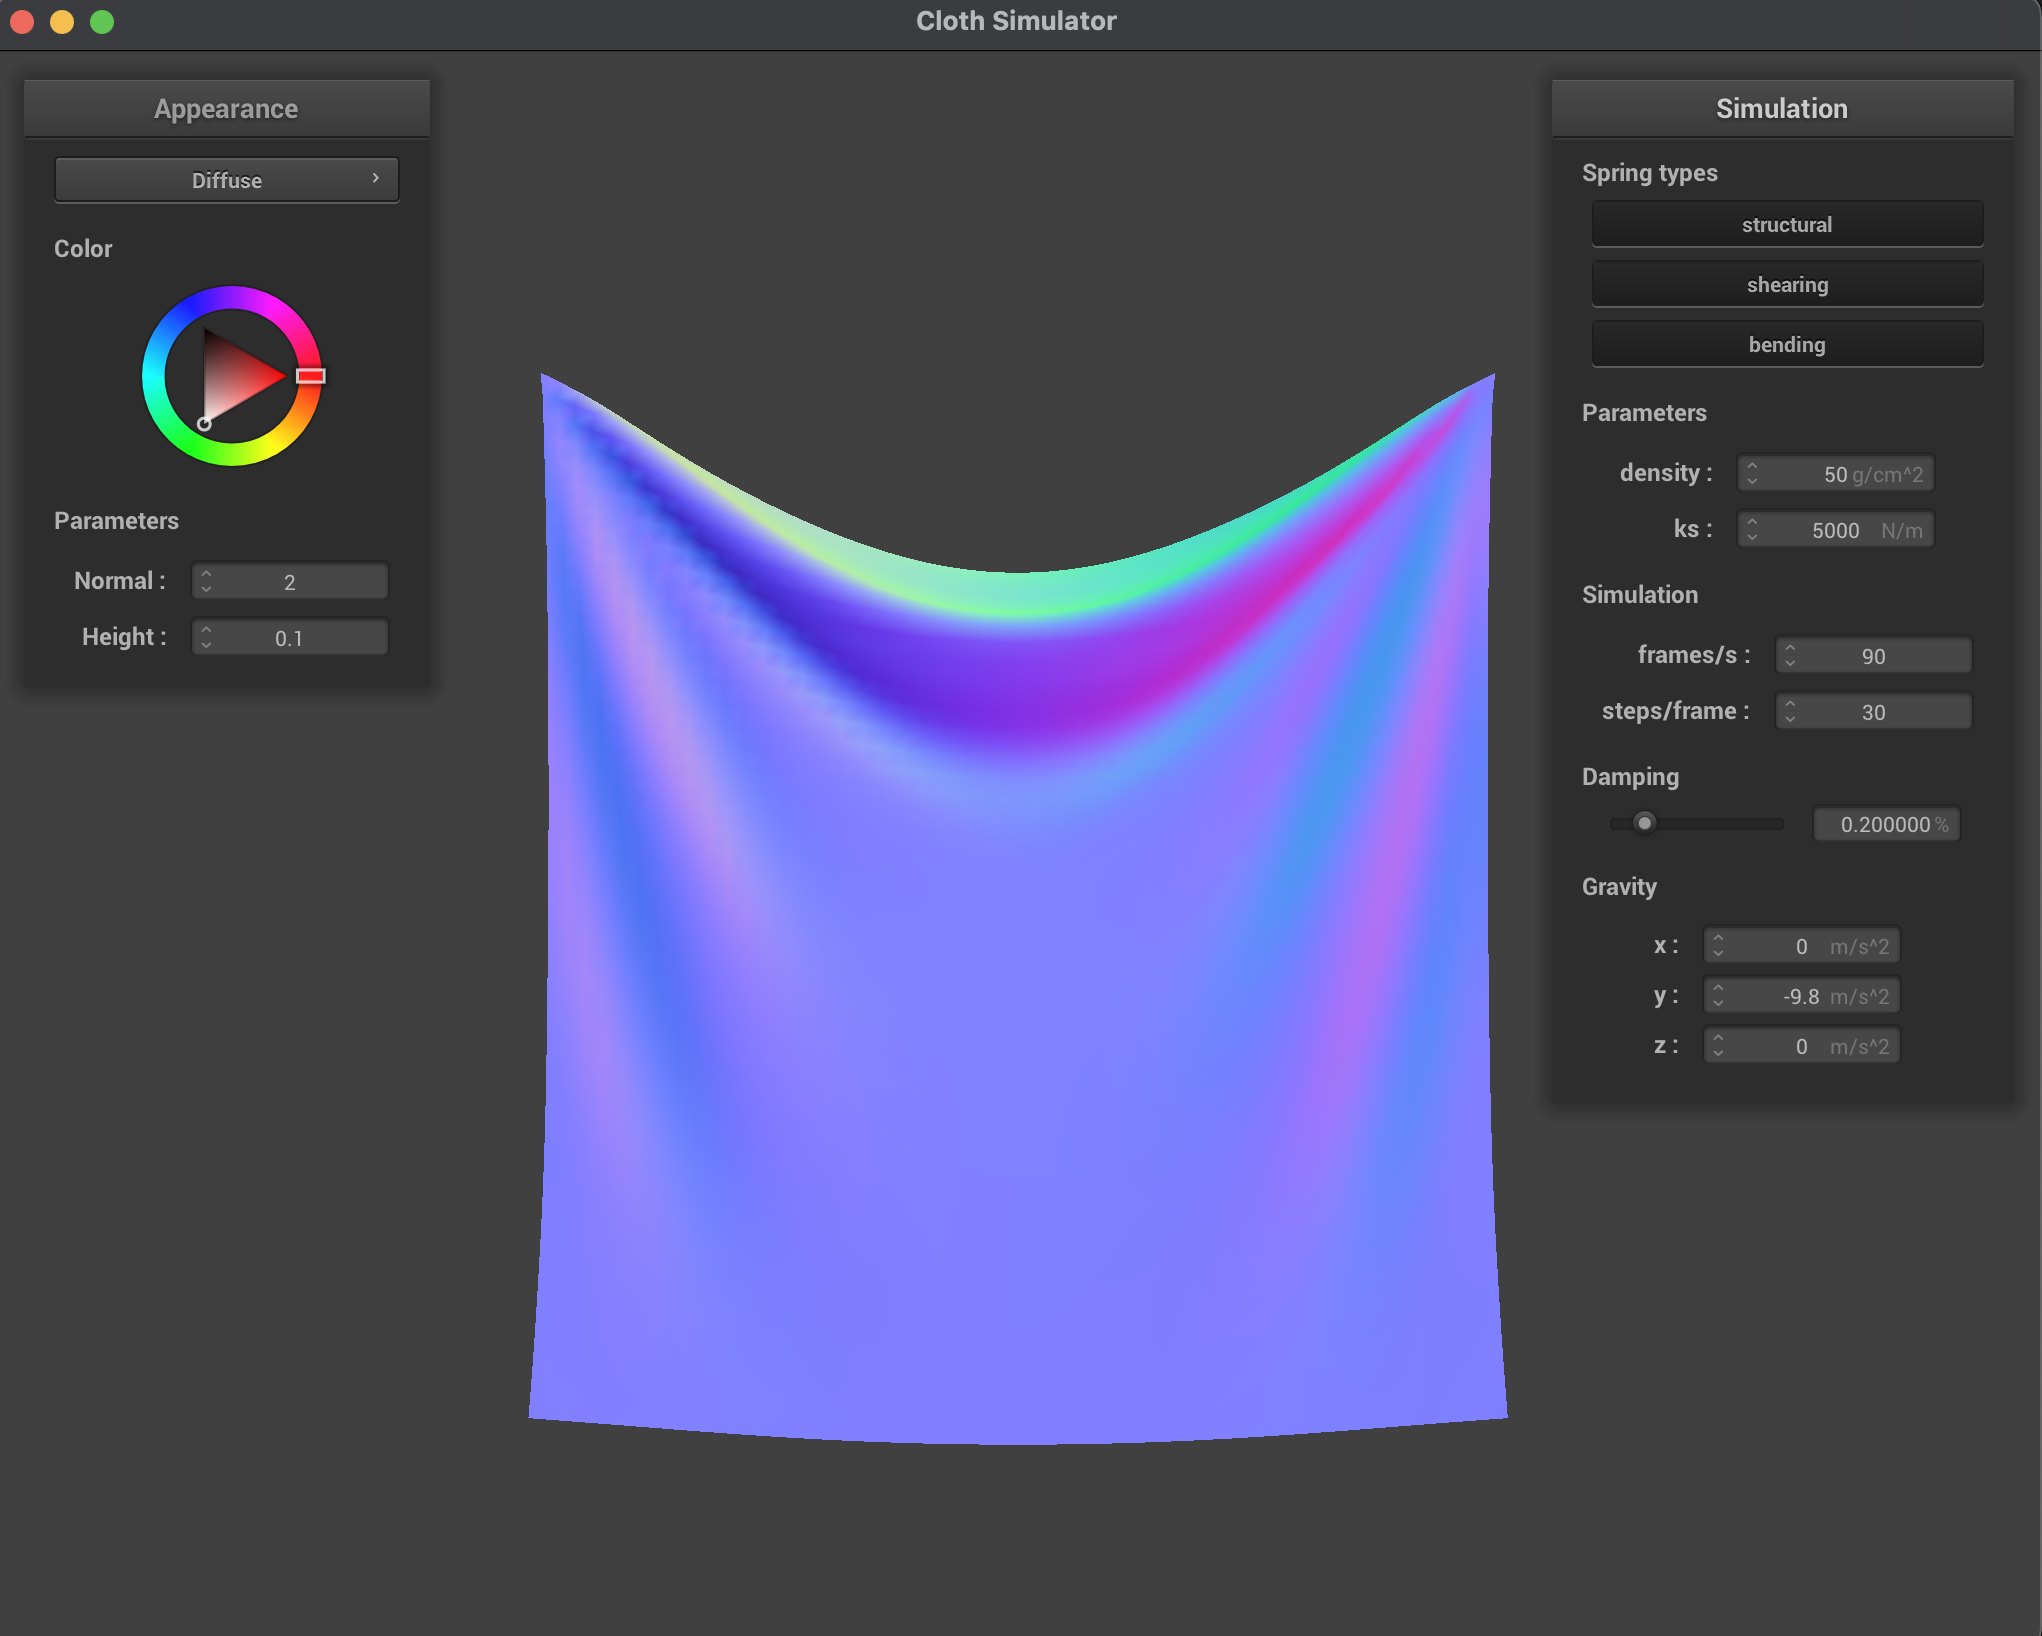 Cloth Simulator
Appearance
Diffuse
Color
Parameters
Normal : 2
Height : 0.1
Simulation
Spring types
structural
shearing
bending
Parameters
density : 50 g/cm^2
ks : 5000 N/m
Simulation
frames/s : 90
steps/frame : 30
Damping
0.200000 %
Gravity
x : 0 m/s^2
y : -9.8 m/s^2
z : 0 m/s^2